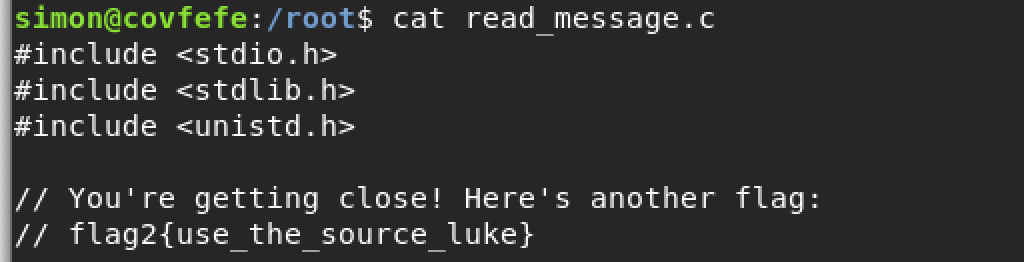 simon@covfefe:/root$ cat read_message.c
#include <stdio.h>
#include <stdlib.h>
#include <unistd.h>
// You're getting close! Here's another flag:
// flag2{use_the_source_luke}